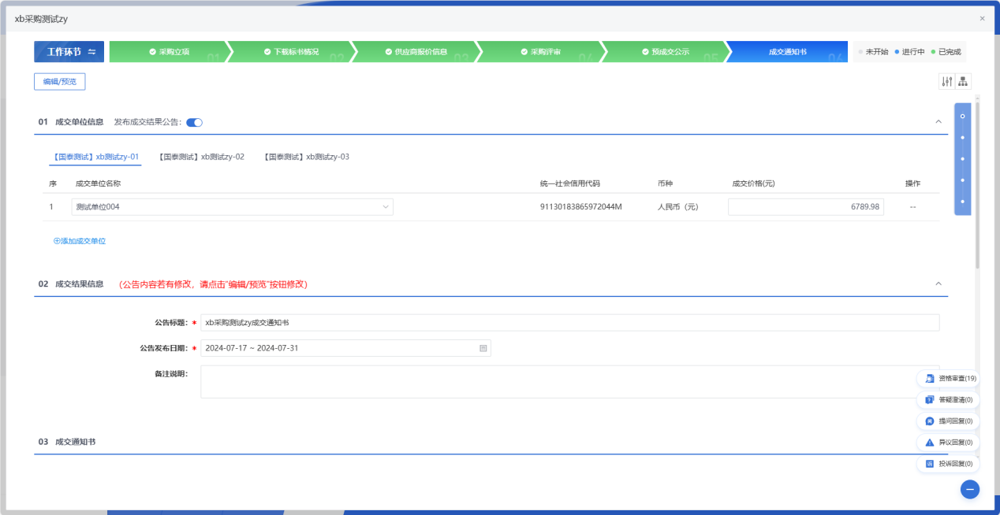 xb采购测试zy ×
工作环节 采购立项 01 下载标书情况 02 供应商报价信息 03 采购评审 04 预成交公示 05 成交通知书 06 未开始 进行中 已完成
编辑/预览
01 成交单位信息 发布成交结果公告：
【国泰测试】xb测试zy-01 【国泰测试】xb测试zy-02 【国泰测试】xb测试zy-03
序 成交单位名称 统一社会信用代码 币种 成交价格(元) 操作
1 测试单位004 91130183865972044M 人民币（元） 6789.98 --
⊕添加成交单位
02 成交结果信息 (公告内容若有修改，请点击"编辑/预览"按钮修改)
公告标题：* xb采购测试zy成交通知书
公告发布日期：* 2024-07-17 ~ 2024-07-31
备注说明：
资格审查(19)
答疑澄清(0)
提问回复(0)
异议回复(0)
投诉回复(0)
03 成交通知书